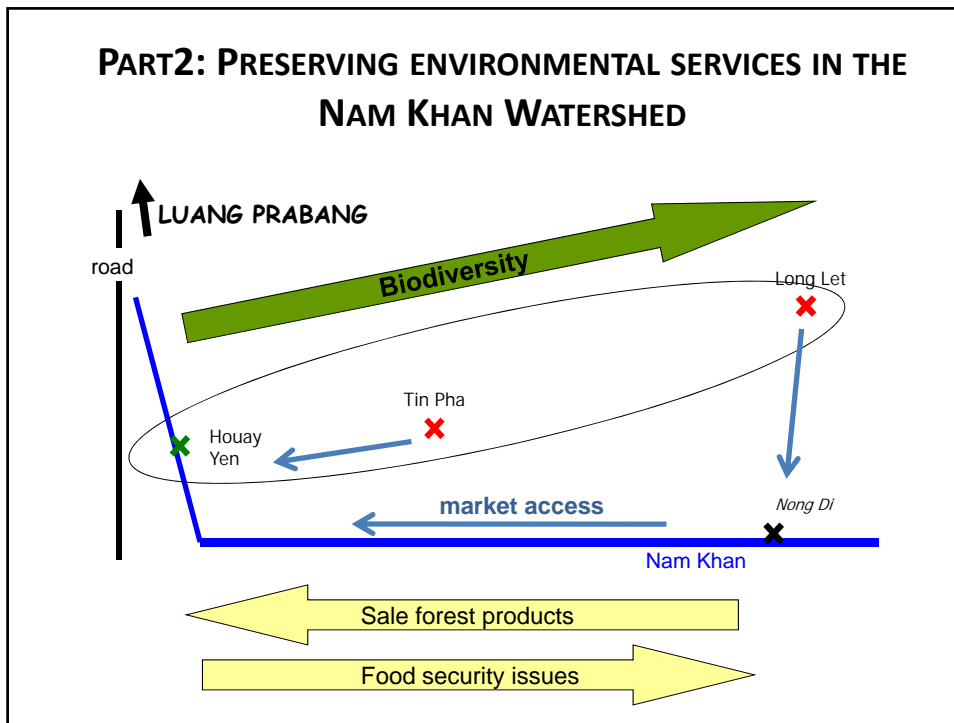 PART2: PRESERVING ENVIRONMENTAL SERVICES IN THE
NAM KHAN WATERSHED
LUANG PRABANG
road
Biodiversity
Long Let
Tin Pha
Houay
Yen
market access
Nong Di
Nam Khan
Sale forest products
Food security issues